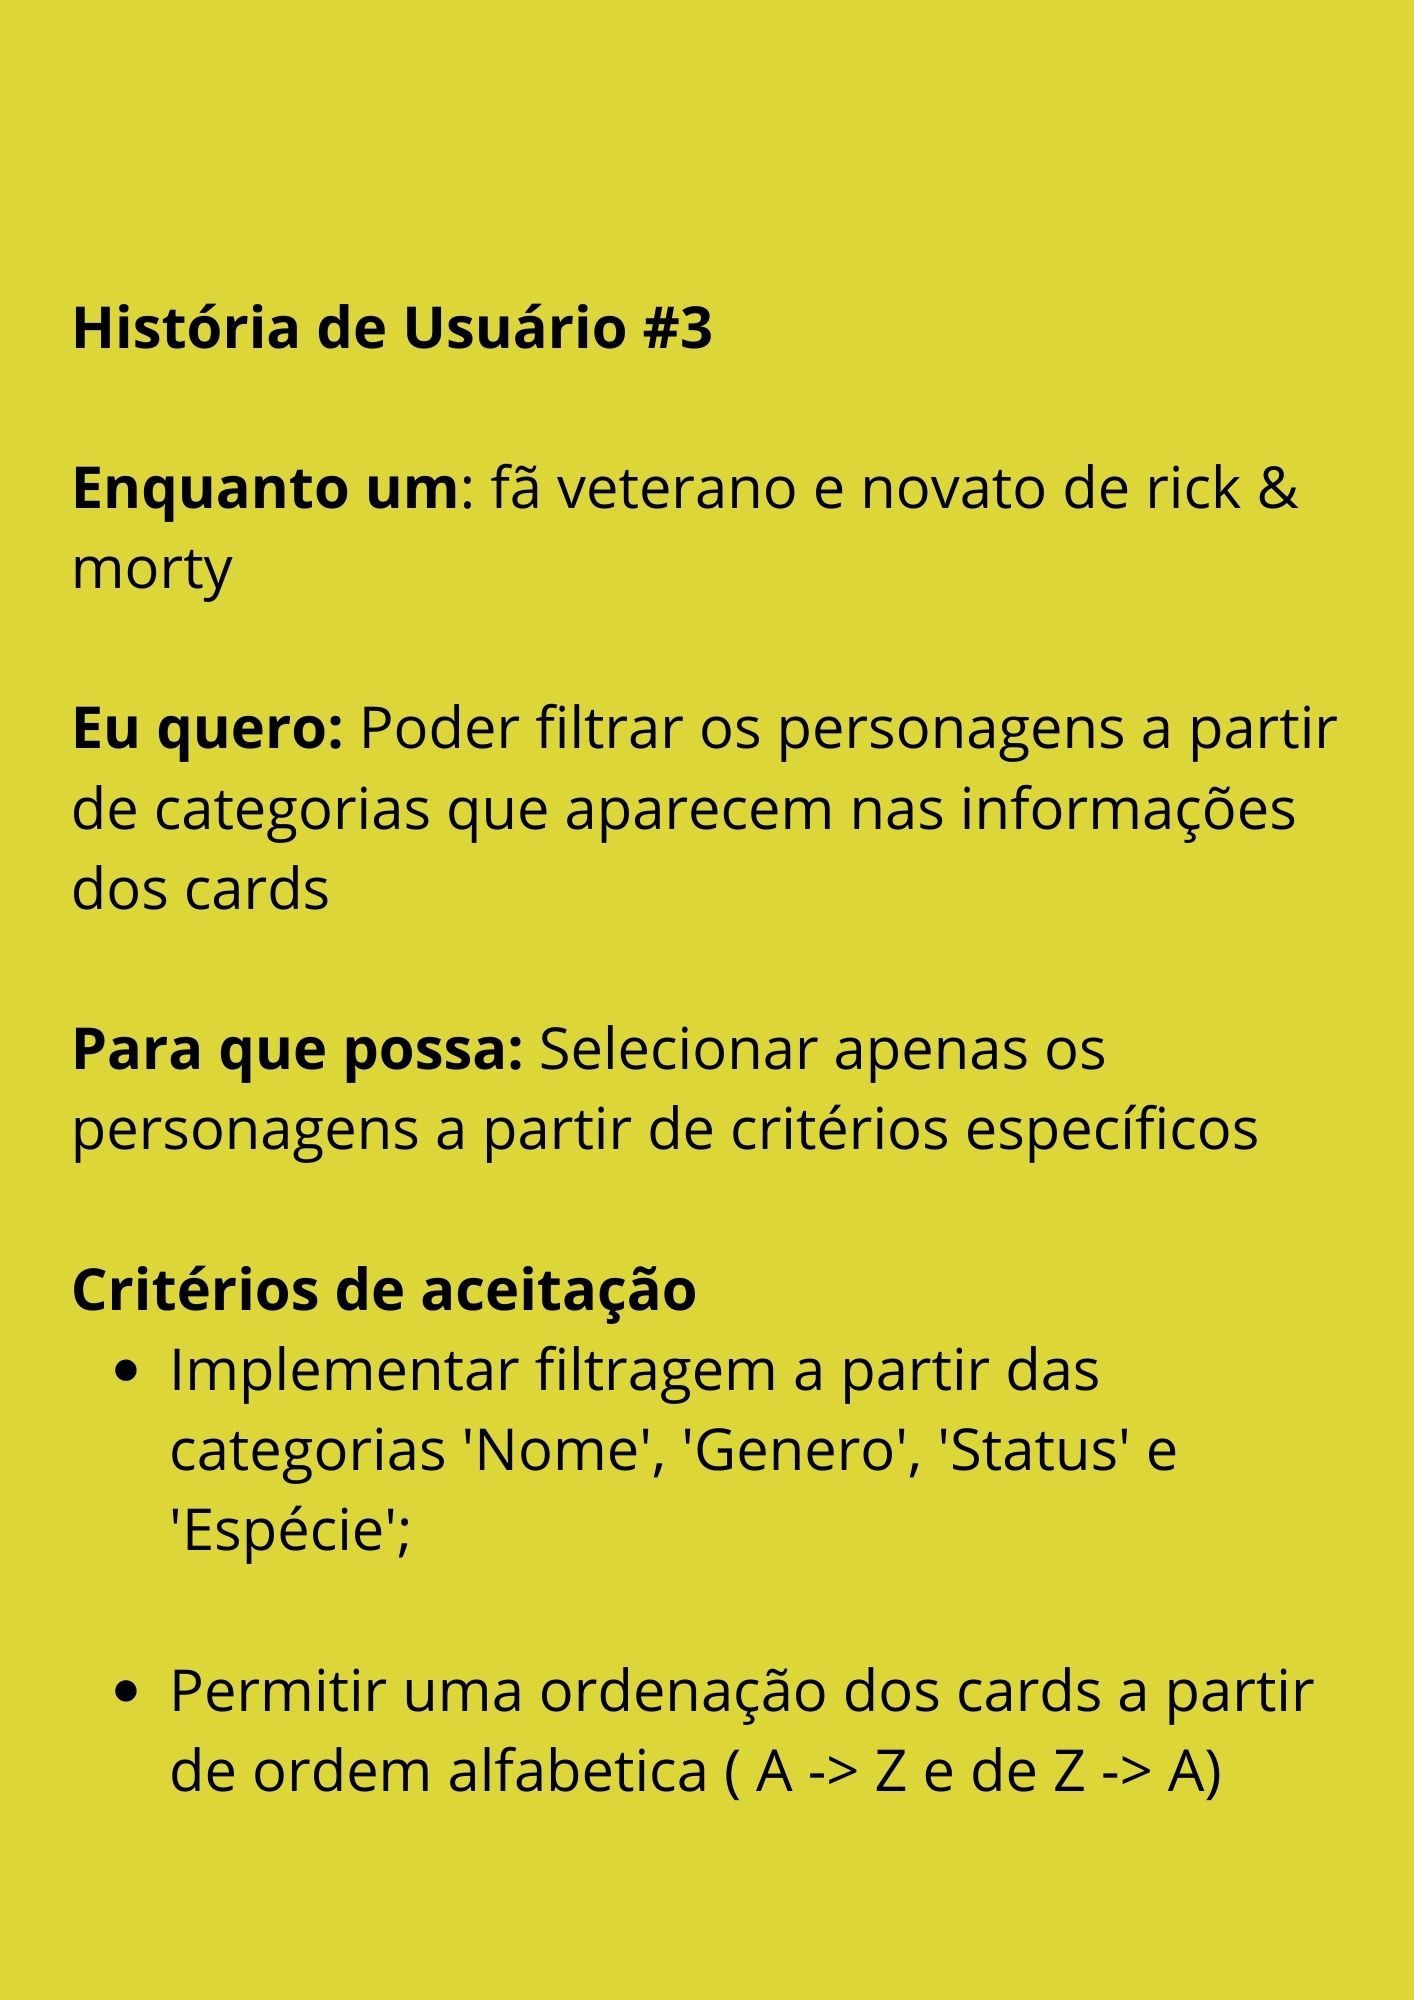 História de Usuário #3
Enquanto um: fã veterano e novato de rick &
morty
Eu quero: Poder filtrar os personagens a partir
de categorias que aparecem nas informações
dos cards
Para que possa: Selecionar apenas os
personagens a partir de critérios específicos
Critérios de aceitação
• Implementar filtragem a partir das
categorias 'Nome', 'Genero', 'Status' e
'Espécie';
• Permitir uma ordenação dos cards a partir
de ordem alfabetica ( A -> Z e de Z -> A)